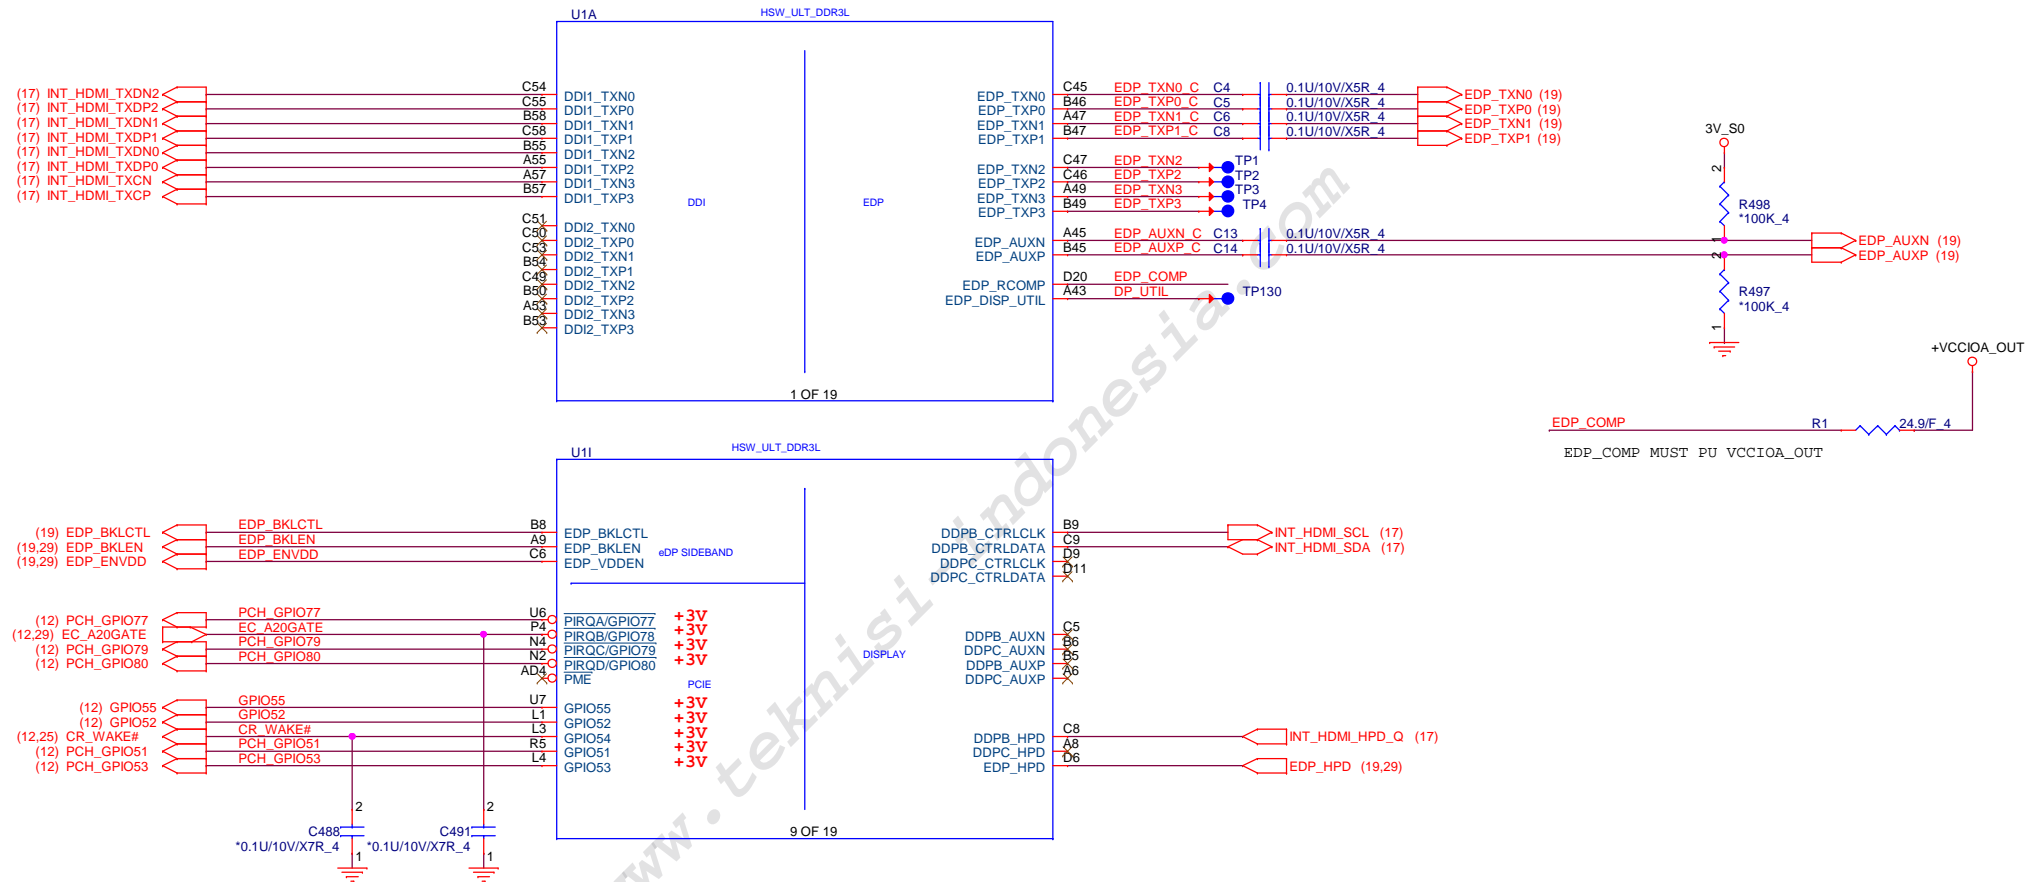 U1A
HSW_ULT_DDR3L
(17) INT_HDMI_TXDN2 C54 DDI1_TXN0
(17) INT_HDMI_TXDP2 C55 DDI1_TXP0
(17) INT_HDMI_TXDN1 B58 DDI1_TXN1
(17) INT_HDMI_TXDP1 C58 DDI1_TXP1
(17) INT_HDMI_TXDN0 B55 DDI1_TXN2
(17) INT_HDMI_TXDP0 A55 DDI1_TXP2
(17) INT_HDMI_TXCN A57 DDI1_TXN3
(17) INT_HDMI_TXCP B57 DDI1_TXP3
C51 DDI2_TXN0
C50 DDI2_TXP0
C53 DDI2_TXN1
B54 DDI2_TXP1
C49 DDI2_TXN2
B50 DDI2_TXP2
A53 DDI2_TXN3
B53 DDI2_TXP3
DDI
EDP
EDP_TXN0 C45 EDP_TXN0_C C4 0.1U/10V/X5R_4 EDP_TXN0 (19)
EDP_TXP0 B46 EDP_TXP0_C C5 0.1U/10V/X5R_4 EDP_TXP0 (19)
EDP_TXN1 A47 EDP_TXN1_C C6 0.1U/10V/X5R_4 EDP_TXN1 (19)
EDP_TXP1 B47 EDP_TXP1_C C8 0.1U/10V/X5R_4 EDP_TXP1 (19)
EDP_TXN2 C47 EDP_TXN2 TP1
EDP_TXP2 C46 EDP_TXP2 TP2
EDP_TXN3 A49 EDP_TXN3 TP3
EDP_TXP3 B49 EDP_TXP3 TP4
EDP_AUXN A45 EDP_AUXN_C C13 0.1U/10V/X5R_4 EDP_AUXN (19)
EDP_AUXP B45 EDP_AUXP_C C14 0.1U/10V/X5R_4 EDP_AUXP (19)
EDP_RCOMP D20 EDP_COMP
EDP_DISP_UTIL A43 DP_UTIL TP130
1 OF 19
3V_S0
2
R498
*100K_4
1
2
R497
*100K_4
1
+VCCIOA_OUT
EDP_COMP R1 24.9/F_4
EDP_COMP MUST PU VCCIOA_OUT
U1I
HSW_ULT_DDR3L
(19) EDP_BKLCTL EDP_BKLCTL B8 EDP_BKLCTL
(19,29) EDP_BKLEN EDP_BKLEN A9 EDP_BKLEN
(19,29) EDP_ENVDD EDP_ENVDD C6 EDP_VDDEN
eDP SIDEBAND
(12) PCH_GPIO77 PCH_GPIO77 U6 PIRQA/GPIO77 +3V
(12,29) EC_A20GATE EC_A20GATE P4 PIRQB/GPIO78 +3V
(12) PCH_GPIO79 PCH_GPIO79 N4 PIRQC/GPIO79 +3V
(12) PCH_GPIO80 PCH_GPIO80 N2 PIRQD/GPIO80 +3V
AD4 PME
PCIE
(12) GPIO55 GPIO55 U7 GPIO55 +3V
(12) GPIO52 GPIO52 L1 GPIO52 +3V
(12,25) CR_WAKE# CR_WAKE# L3 GPIO54 +3V
(12) PCH_GPIO51 PCH_GPIO51 R5 GPIO51 +3V
(12) PCH_GPIO53 PCH_GPIO53 L4 GPIO53 +3V
DISPLAY
DDPB_CTRLCLK B9 INT_HDMI_SCL (17)
DDPB_CTRLDATA C9 INT_HDMI_SDA (17)
DDPC_CTRLCLK D9
DDPC_CTRLDATA D11
DDPB_AUXN C5
DDPC_AUXN B6
DDPB_AUXP B5
DDPC_AUXP A6
DDPB_HPD C8 INT_HDMI_HPD_Q (17)
DDPC_HPD A8
EDP_HPD D6 EDP_HPD (19,29)
9 OF 19
2
C488
*0.1U/10V/X7R_4
1
2
C491
*0.1U/10V/X7R_4
1
www.teknisi-indonesia.com